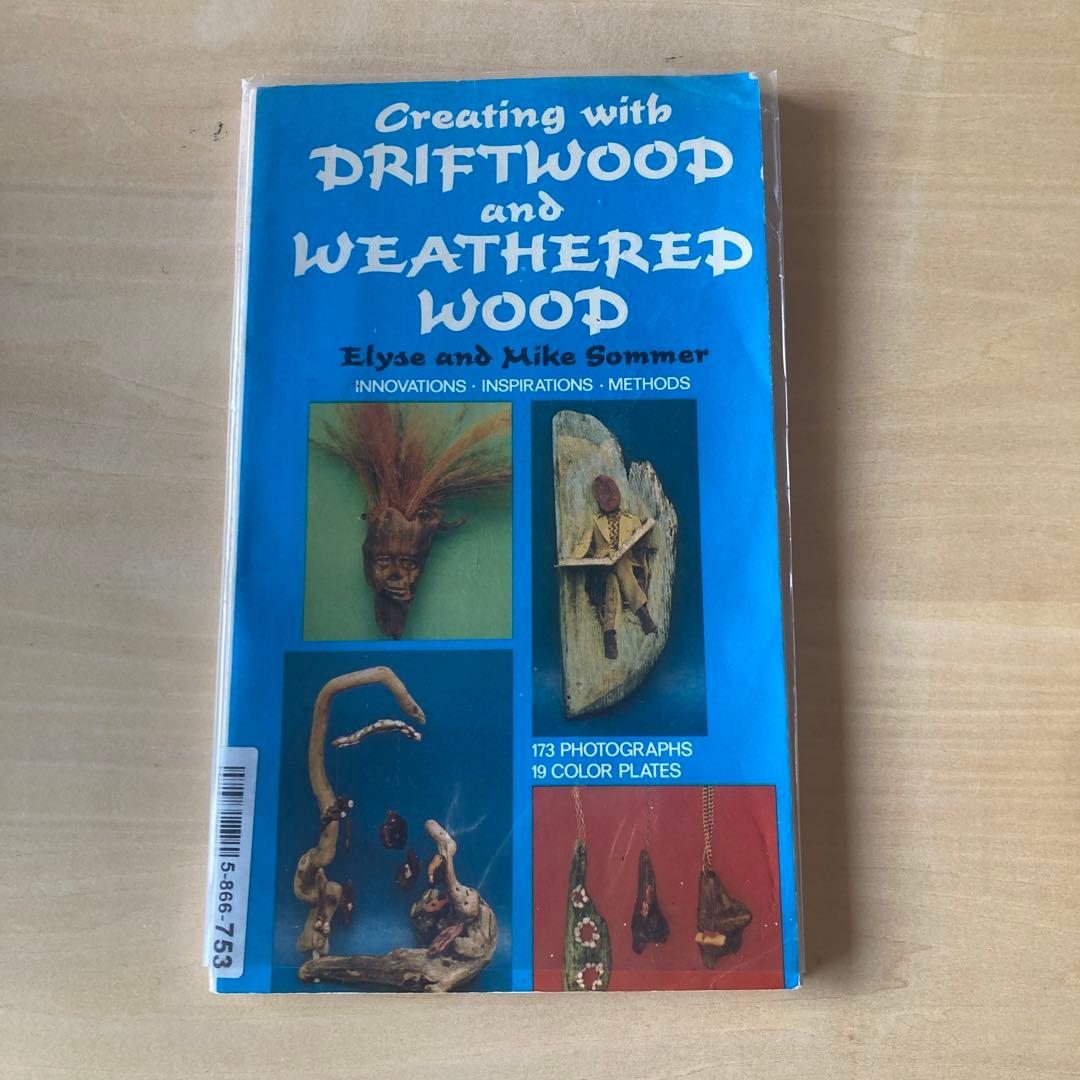 Creating with
DRIFTWOOD
and
WEATHERED
WOOD
Elyse and Mike Sommer
INNOVATIONS · INSPIRATIONS · METHODS
173 PHOTOGRAPHS
19 COLOR PLATES
5-866-753